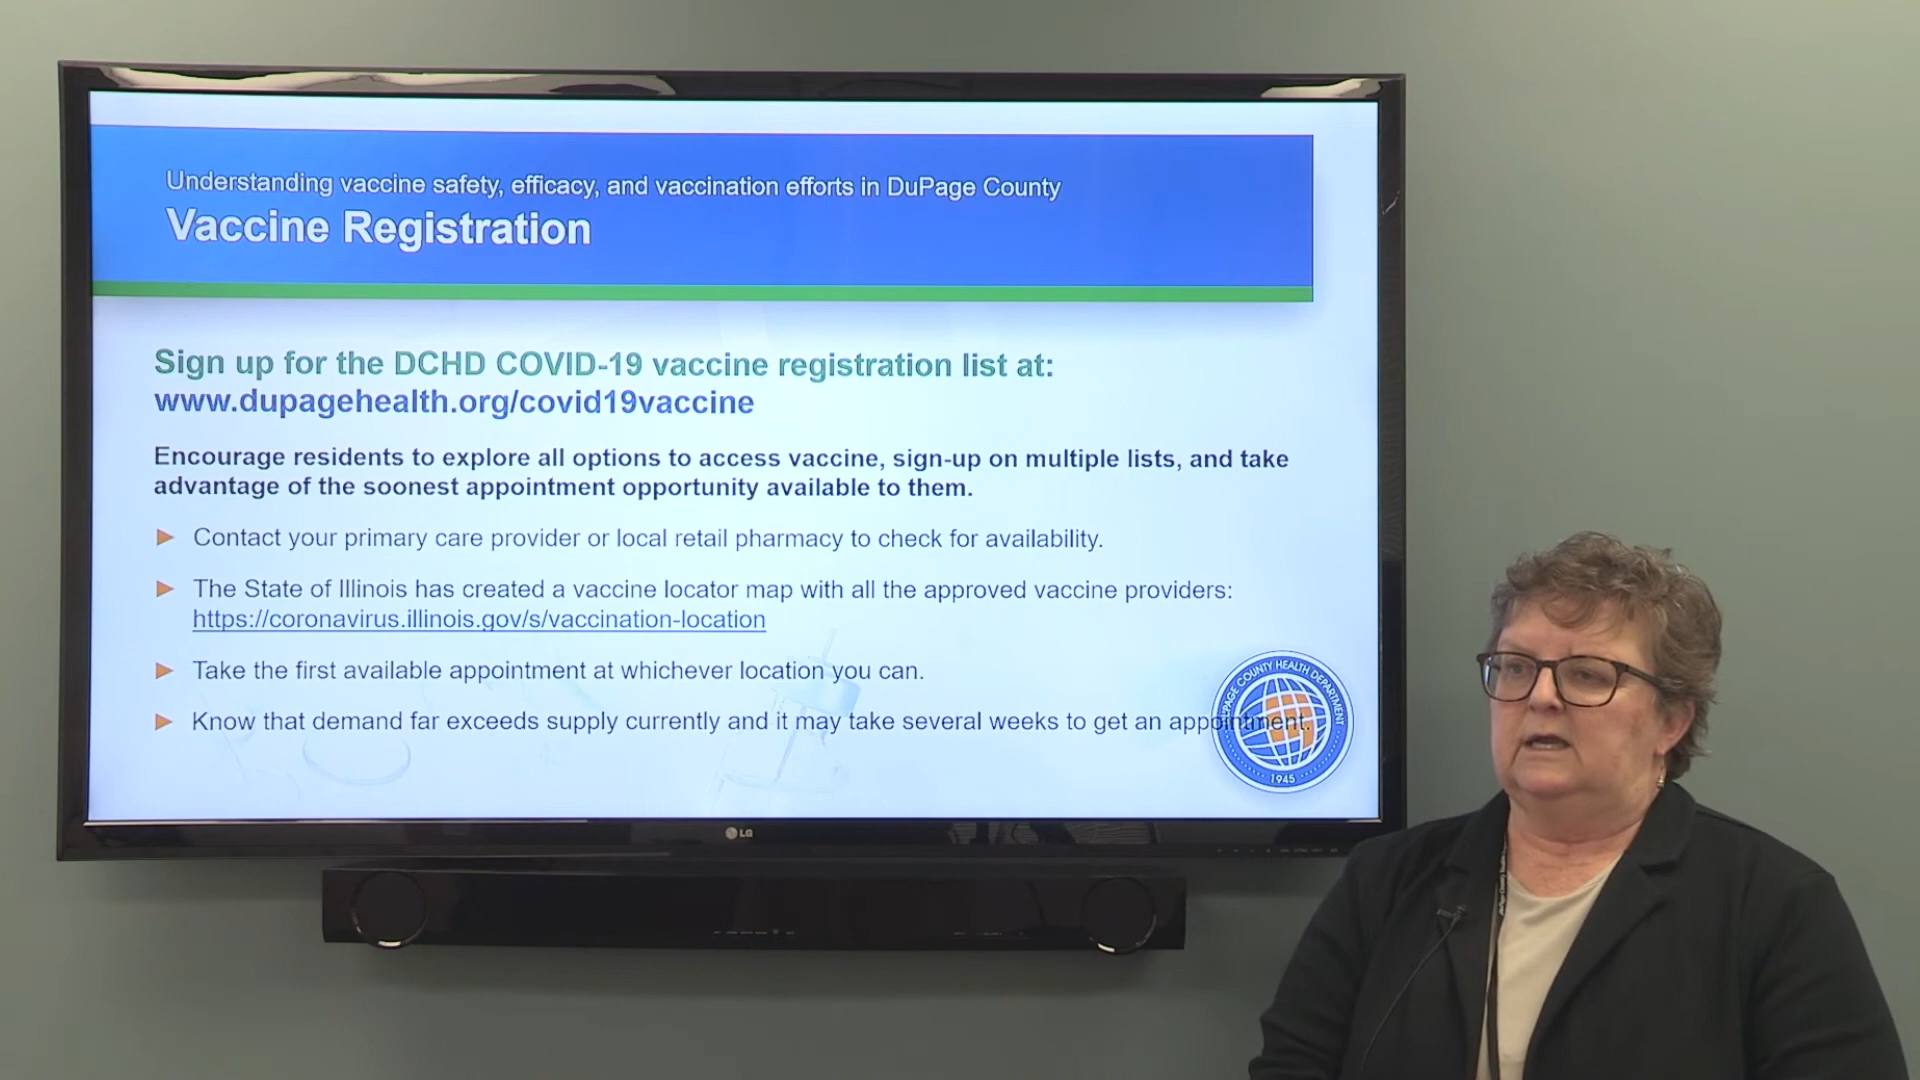 Understanding vaccine safety, efficacy, and vaccination efforts in DuPage County
Vaccine Registration
Sign up for the DCHD COVID-19 vaccine registration list at:
www.dupagehealth.org/covid19vaccine
Encourage residents to explore all options to access vaccine, sign-up on multiple lists, and take
advantage of the soonest appointment opportunity available to them.
Contact your primary care provider or local retail pharmacy to check for availability.
The State of Illinois has created a vaccine locator map with all the approved vaccine providers:
https://coronavirus.illinois.gov/s/vaccination-location
Take the first available appointment at whichever location you can.
Know that demand far exceeds supply currently and it may take several weeks to get an appointment.
DUPAGE COUNTY HEALTH DEPARTMENT
1945
LG